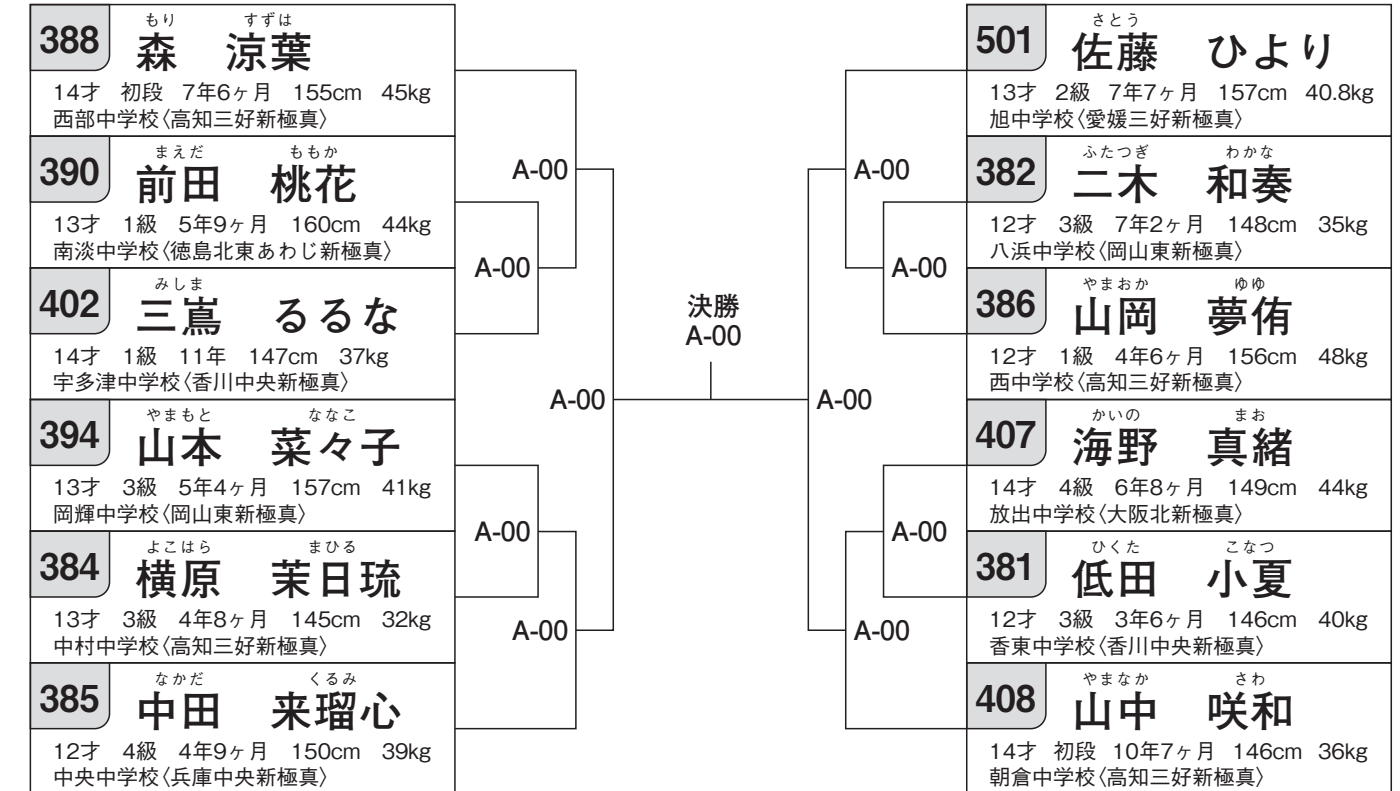 388
もり すずは
森 涼葉
14才 初段 7年6ヶ月 155cm 45kg
西部中学校〈高知三好新極真〉
390
まえだ ももか
前田 桃花
13才 1級 5年9ヶ月 160cm 44kg
南淡中学校〈徳島北東あわじ新極真〉
402
みしま
三嶌 るるな
14才 1級 11年 147cm 37kg
宇多津中学校〈香川中央新極真〉
394
やまもと ななこ
山本 菜々子
13才 3級 5年4ヶ月 157cm 41kg
岡輝中学校〈岡山東新極真〉
384
よこはら まひる
横原 茉日琉
13才 3級 4年8ヶ月 145cm 32kg
中村中学校〈高知三好新極真〉
385
なかだ くるみ
中田 来瑠心
12才 4級 4年9ヶ月 150cm 39kg
中央中学校〈兵庫中央新極真〉
A-00
A-00
A-00
A-00
A-00
決勝
A-00
A-00
A-00
A-00
A-00
A-00
501
さとう
佐藤 ひより
13才 2級 7年7ヶ月 157cm 40.8kg
旭中学校〈愛媛三好新極真〉
382
ふたつぎ わかな
二木 和奏
12才 3級 7年2ヶ月 148cm 35kg
八浜中学校〈岡山東新極真〉
386
やまおか ゆゆ
山岡 夢侑
12才 1級 4年6ヶ月 156cm 48kg
西中学校〈高知三好新極真〉
407
かいの まお
海野 真緒
14才 4級 6年8ヶ月 149cm 44kg
放出中学校〈大阪北新極真〉
381
ひくた こなつ
低田 小夏
12才 3級 3年6ヶ月 146cm 40kg
香東中学校〈香川中央新極真〉
408
やまなか さわ
山中 咲和
14才 初段 10年7ヶ月 146cm 36kg
朝倉中学校〈高知三好新極真〉